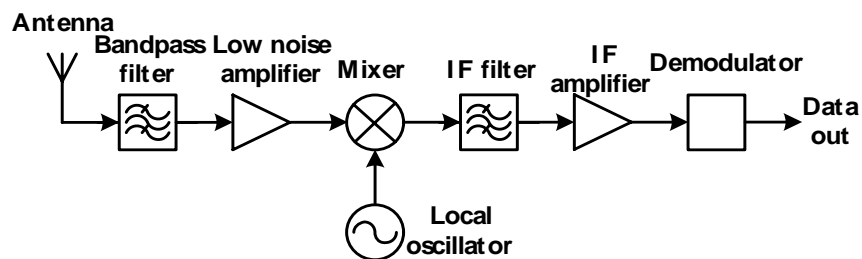 Antenna
Bandpass
filter
Low noise
amplifier
Mixer
IF filter
IF
amplifier
Demodulator
Data
out
Local
oscillator